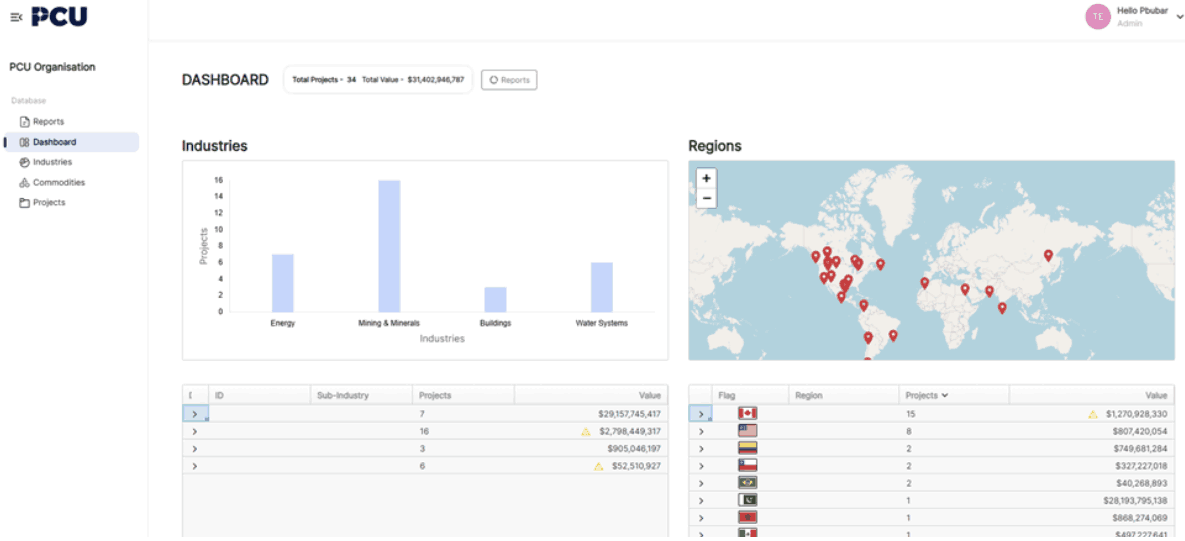 PCU
TE
Hello Pbubar
Admin
PCU Organisation
Database
Reports
Dashboard
Industries
Commodities
Projects
DASHBOARD
Total Projects - 34 Total Value - $31,402,946,787
Reports
Industries
16
14
12
10
8
6
4
2
0
Projects
Energy Mining & Minerals Buildings Water Systems
Industries
Regions
+
−
ID Sub-Industry Projects Value
7 $29,157,745,417
16 $2,798,449,317
3 $905,046,197
6 $52,510,927
Flag Region Projects Value
15 $1,270,928,330
8 $807,420,054
2 $749,681,284
2 $327,227,018
2 $40,268,893
1 $28,193,795,138
1 $868,274,069
1 $497,227,641